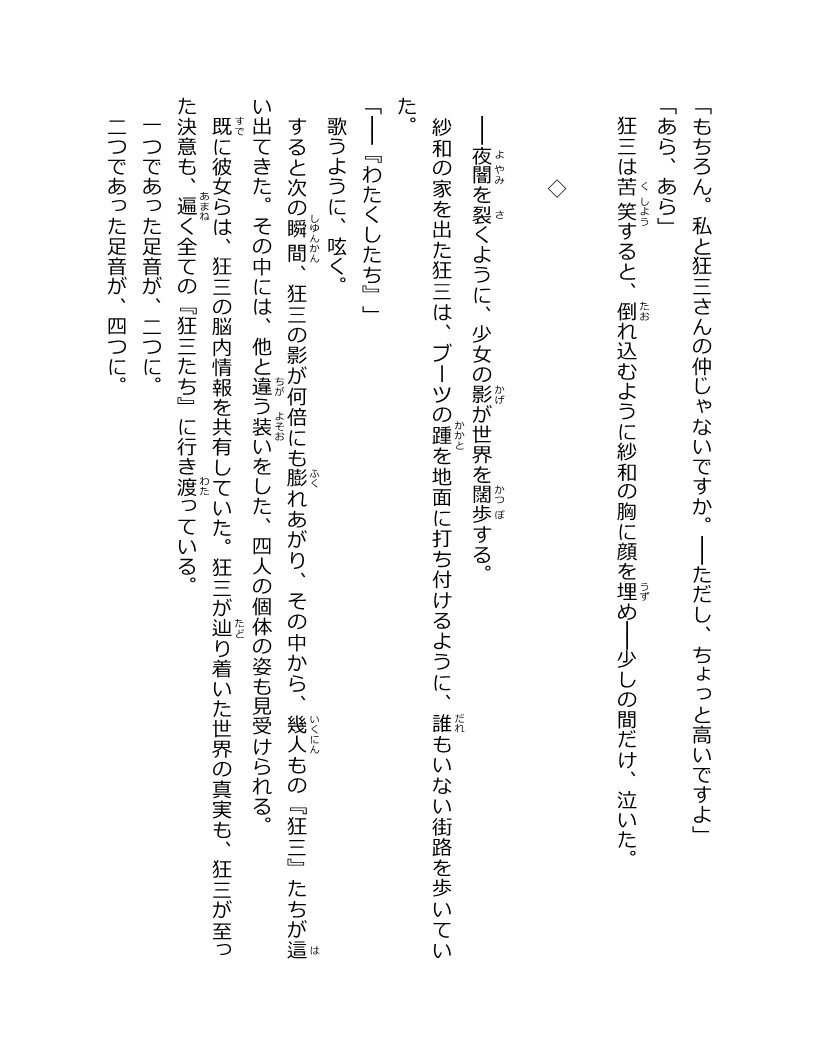 「もちろん。私と狂三さんの仲じゃないですか。――ただし、ちょっと高いですよ」
「あら、あら」
狂三は苦笑すると、倒れ込むように紗和の胸に顔を埋め――少しの間だけ、泣いた。
◇
――夜闇を裂くように、少女の影が世界を闊歩する。
紗和の家を出た狂三は、ブーツの踵を地面に打ち付けるように、誰もいない街路を歩いてい
た。
「――『わたくしたち』」
歌うように、呟く。
すると次の瞬間、狂三の影が何倍にも膨れあがり、その中から、幾人もの『狂三』たちが這
い出てきた。その中には、他と違う装いをした、四人の個体の姿も見受けられる。
既に彼女らは、狂三の脳内情報を共有していた。狂三が辿り着いた世界の真実も、狂三が至っ
た決意も、遍く全ての『狂三たち』に行き渡っている。
一つであった足音が、二つに。
二つであった足音が、四つに。